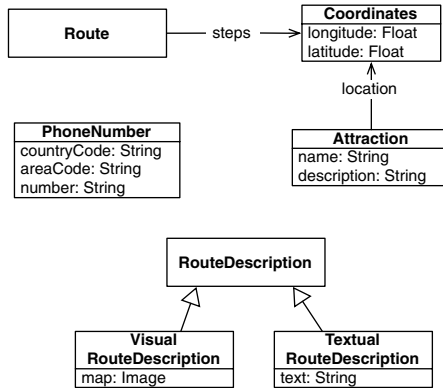 Route
steps
Coordinates
longitude: Float
latitude: Float
location
PhoneNumber
countryCode: String
areaCode: String
number: String
Attraction
name: String
description: String
RouteDescription
Visual
RouteDescription
map: Image
Textual
RouteDescription
text: String